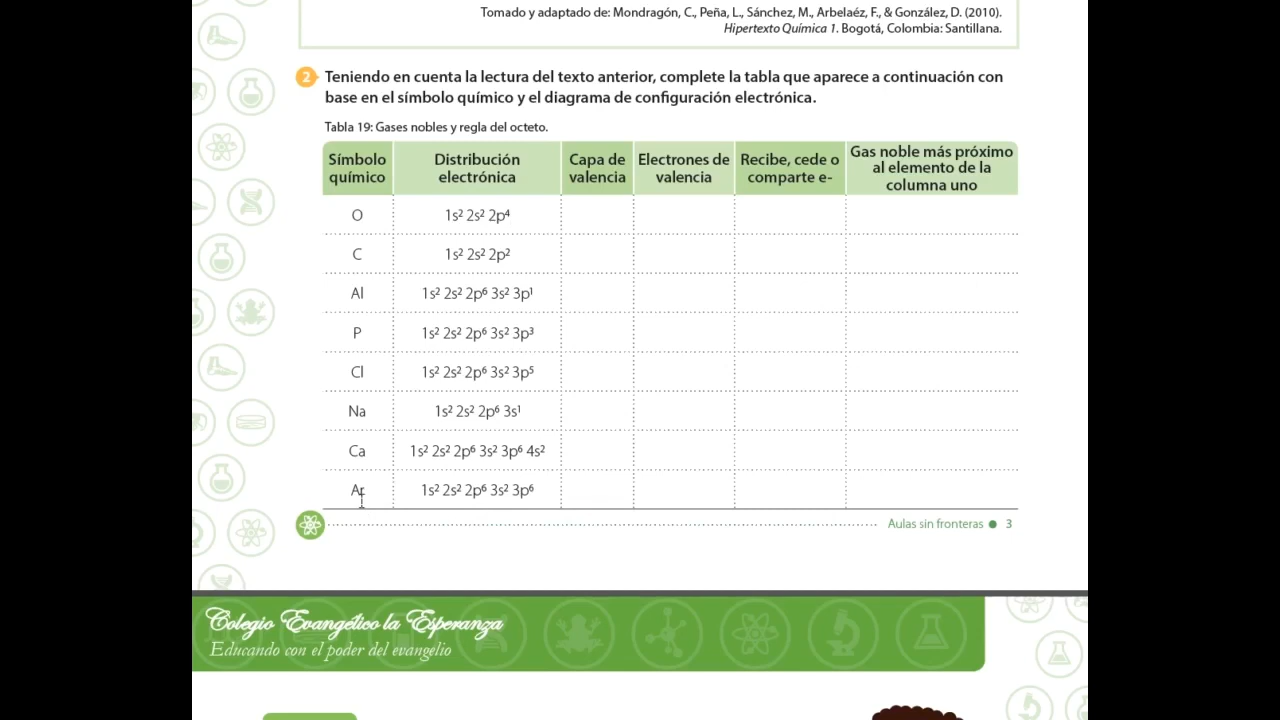 Tomado y adaptado de: Mondragón, C., Peña, L., Sánchez, M., Arbelaéz, F., & González, D. (2010).
Hipertexto Química 1. Bogotá, Colombia: Santillana.
2 Teniendo en cuenta la lectura del texto anterior, complete la tabla que aparece a continuación con
base en el símbolo químico y el diagrama de configuración electrónica.
Tabla 19: Gases nobles y regla del octeto.
Símbolo químico | Distribución electrónica | Capa de valencia | Electrones de valencia | Recibe, cede o comparte e- | Gas noble más próximo al elemento de la columna uno
O 1s² 2s² 2p⁴
C 1s² 2s² 2p²
Al 1s² 2s² 2p⁶ 3s² 3p¹
P 1s² 2s² 2p⁶ 3s² 3p³
Cl 1s² 2s² 2p⁶ 3s² 3p⁵
Na 1s² 2s² 2p⁶ 3s¹
Ca 1s² 2s² 2p⁶ 3s² 3p⁶ 4s²
Ar 1s² 2s² 2p⁶ 3s² 3p⁶
Aulas sin fronteras ● 3
Colegio Evangélico la Esperanza
Educando con el poder del evangelio